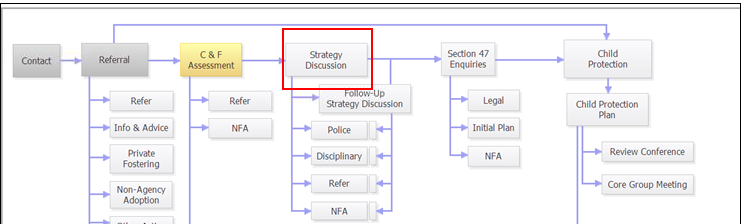 Contact
Referral
C & F
Assessment
Strategy
Discussion
Section 47
Enquiries
Child
Protection
Refer
Info & Advice
Private
Fostering
Non-Agency
Adoption
Refer
NFA
Follow-Up
Strategy Discussion
Police
Disciplinary
Refer
NFA
Legal
Initial Plan
NFA
Child Protection
Plan
Review Conference
Core Group Meeting